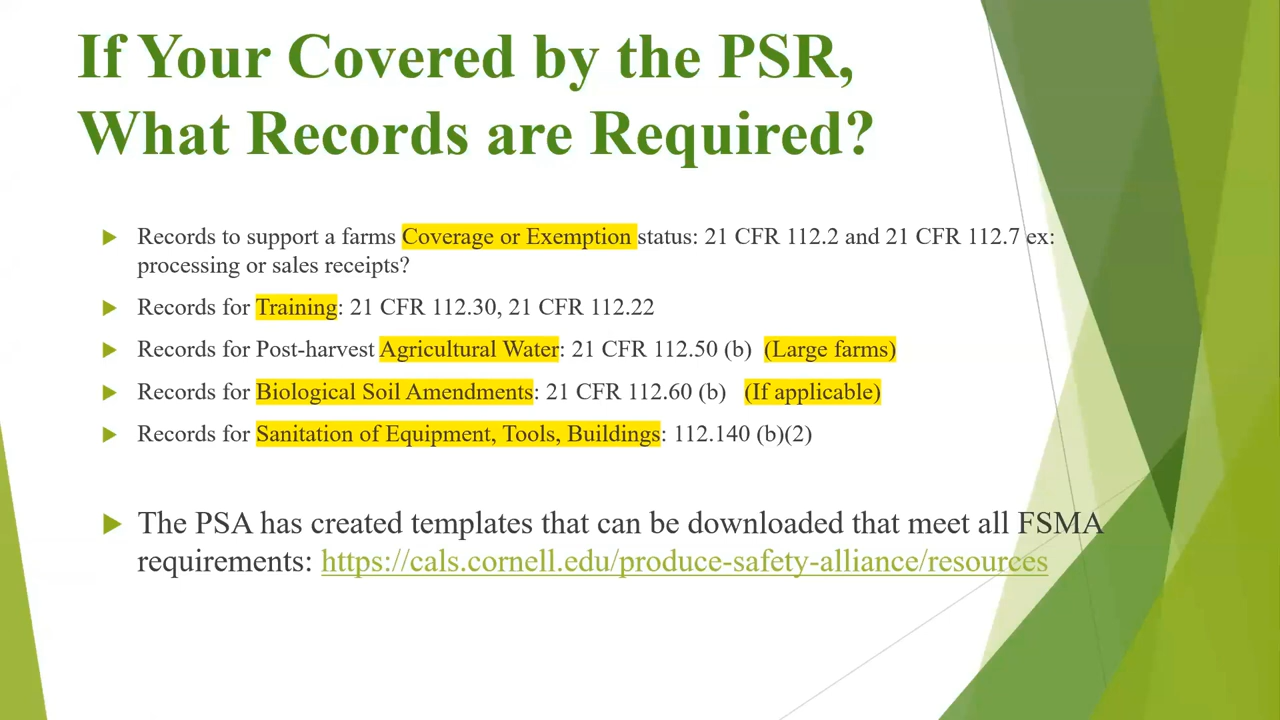 If Your Covered by the PSR,
What Records are Required?
Records to support a farms Coverage or Exemption status: 21 CFR 112.2 and 21 CFR 112.7 ex:
processing or sales receipts?
Records for Training: 21 CFR 112.30, 21 CFR 112.22
Records for Post-harvest Agricultural Water: 21 CFR 112.50 (b) (Large farms)
Records for Biological Soil Amendments: 21 CFR 112.60 (b) (If applicable)
Records for Sanitation of Equipment, Tools, Buildings: 112.140 (b)(2)
The PSA has created templates that can be downloaded that meet all FSMA
requirements: https://cals.cornell.edu/produce-safety-alliance/resources